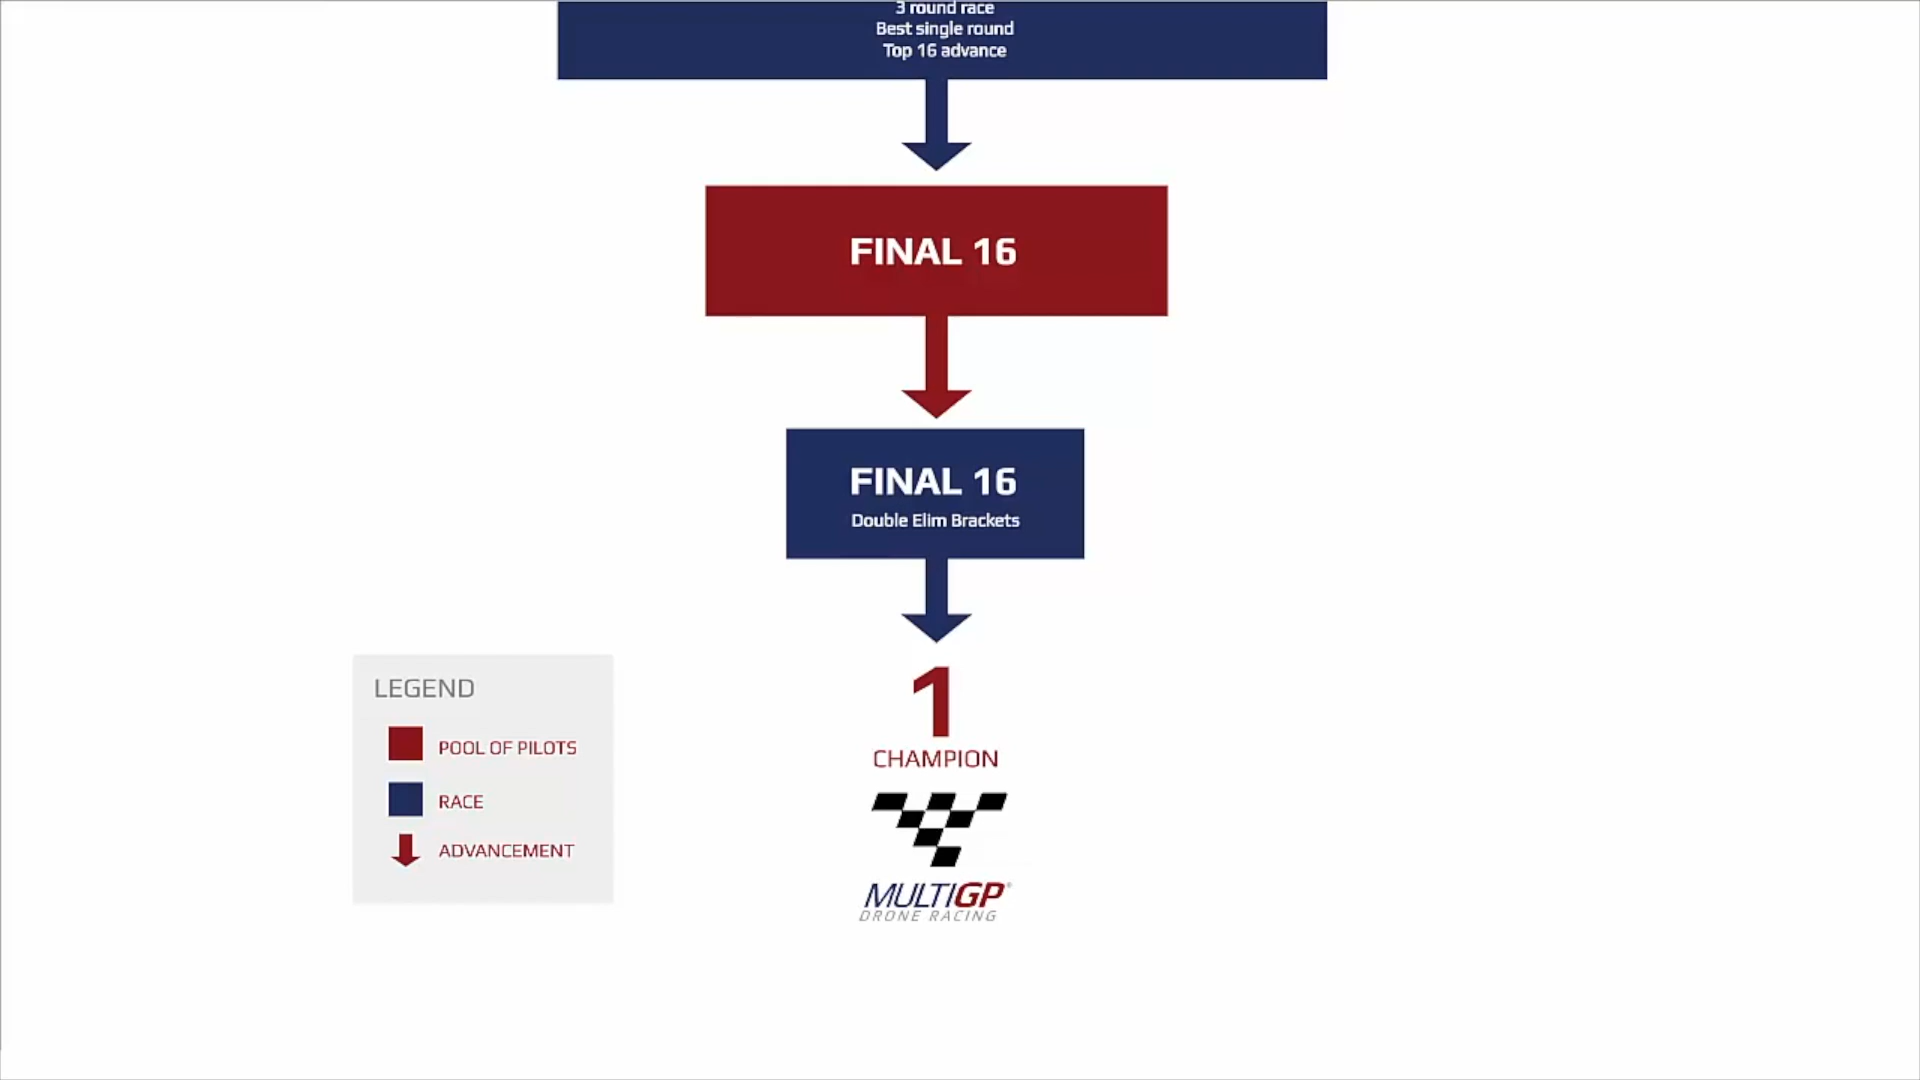 3 round race
Best single round
Top 16 advance
FINAL 16
FINAL 16
Double Elim Brackets
1
CHAMPION
MULTIGP®
DRONE RACING
LEGEND
POOL OF PILOTS
RACE
ADVANCEMENT